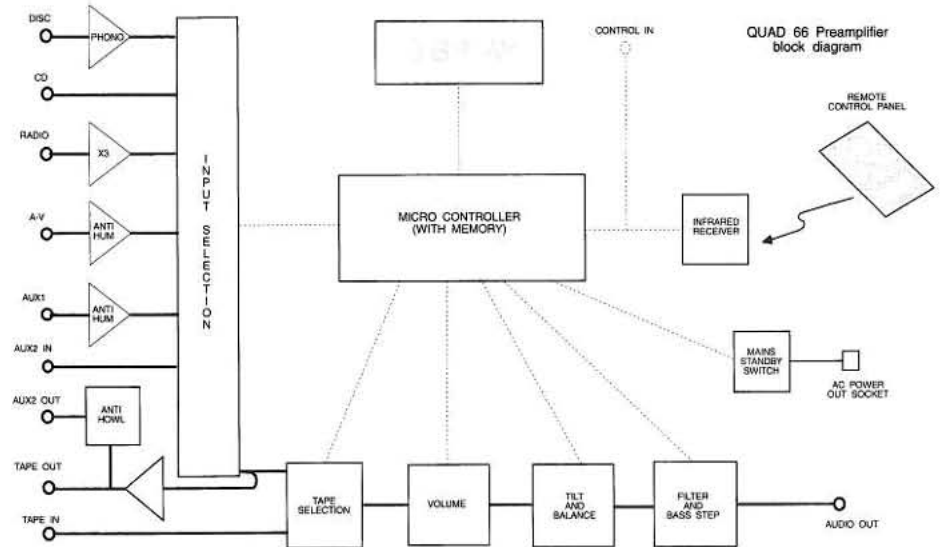 DISC
PHONO
CD
RADIO
X3
A-V
ANTI
HUM
AUX1
ANTI
HUM
AUX2 IN
AUX2 OUT
ANTI
HOWL
TAPE OUT
TAPE IN
INPUT SELECTION
CONTROL IN
QUAD 66 Preamplifier
block diagram
REMOTE
CONTROL PANEL
MICRO CONTROLLER
(WITH MEMORY)
INFRARED
RECEIVER
MAINS
STANDBY
SWITCH
AC POWER
OUT SOCKET
TAPE
SELECTION
VOLUME
TILT
AND
BALANCE
FILTER
AND
BASS STEP
AUDIO OUT